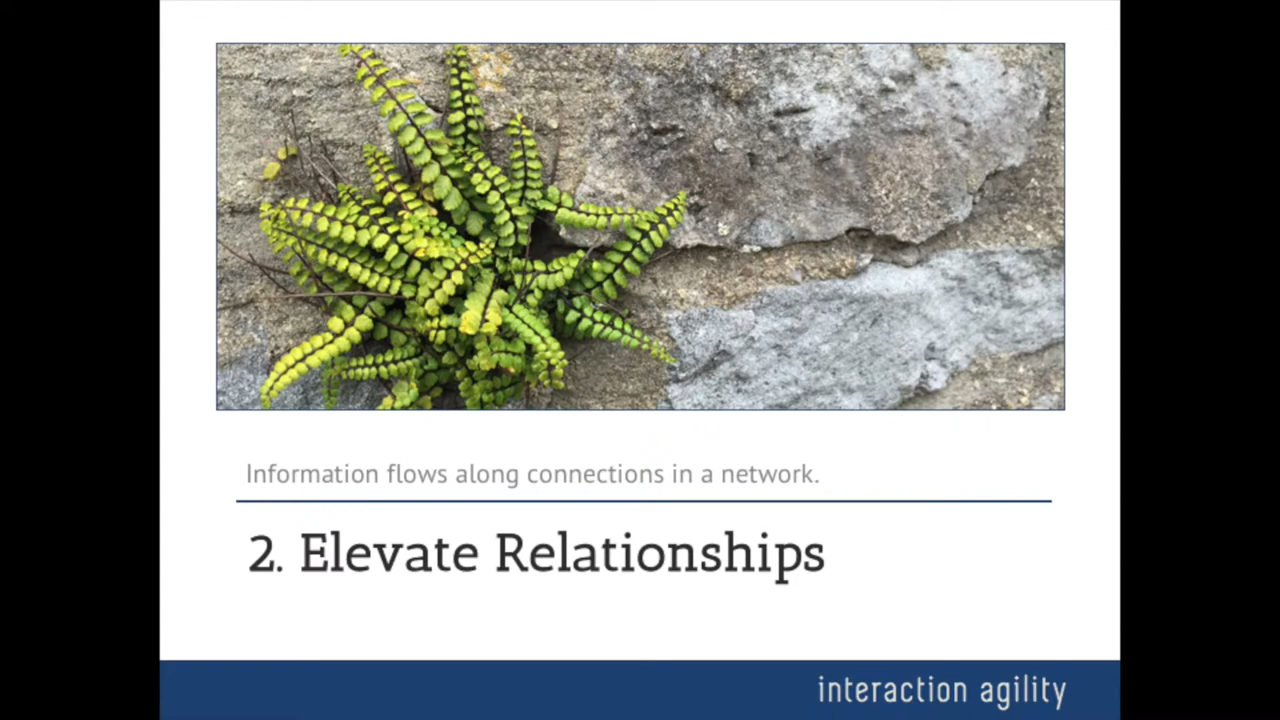 Information flows along connections in a network.
2. Elevate Relationships
interaction agility